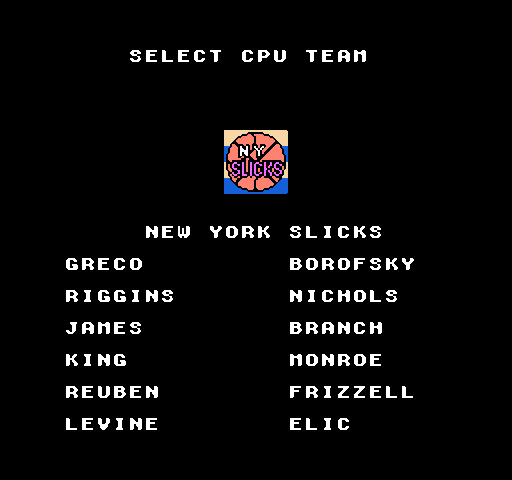 SELECT CPU TEAM
NY
SLICKS
NEW YORK SLICKS
GRECO BOROFSKY
RIGGINS NICHOLS
JAMES BRANCH
KING MONROE
REUBEN FRIZZELL
LEVINE ELIC